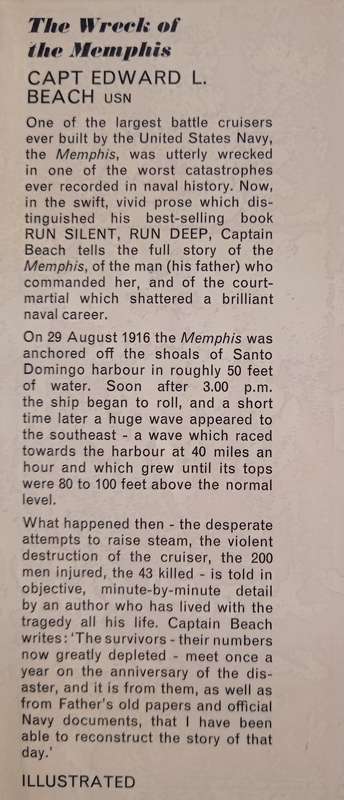 The Wreck of
the Memphis
CAPT EDWARD L.
BEACH USN
One of the largest battle cruisers
ever built by the United States Navy,
the Memphis, was utterly wrecked
in one of the worst catastrophes
ever recorded in naval history. Now,
in the swift, vivid prose which dis-
tinguished his best-selling book
RUN SILENT, RUN DEEP, Captain
Beach tells the full story of the
Memphis, of the man (his father) who
commanded her, and of the court-
martial which shattered a brilliant
naval career.
On 29 August 1916 the Memphis was
anchored off the shoals of Santo
Domingo harbour in roughly 50 feet
of water. Soon after 3.00 p.m.
the ship began to roll, and a short
time later a huge wave appeared to
the southeast - a wave which raced
towards the harbour at 40 miles an
hour and which grew until its tops
were 80 to 100 feet above the normal
level.
What happened then - the desperate
attempts to raise steam, the violent
destruction of the cruiser, the 200
men injured, the 43 killed - is told in
objective, minute-by-minute detail
by an author who has lived with the
tragedy all his life. Captain Beach
writes: 'The survivors - their numbers
now greatly depleted - meet once a
year on the anniversary of the dis-
aster, and it is from them, as well as
from Father's old papers and official
Navy documents, that I have been
able to reconstruct the story of that
day.'
ILLUSTRATED